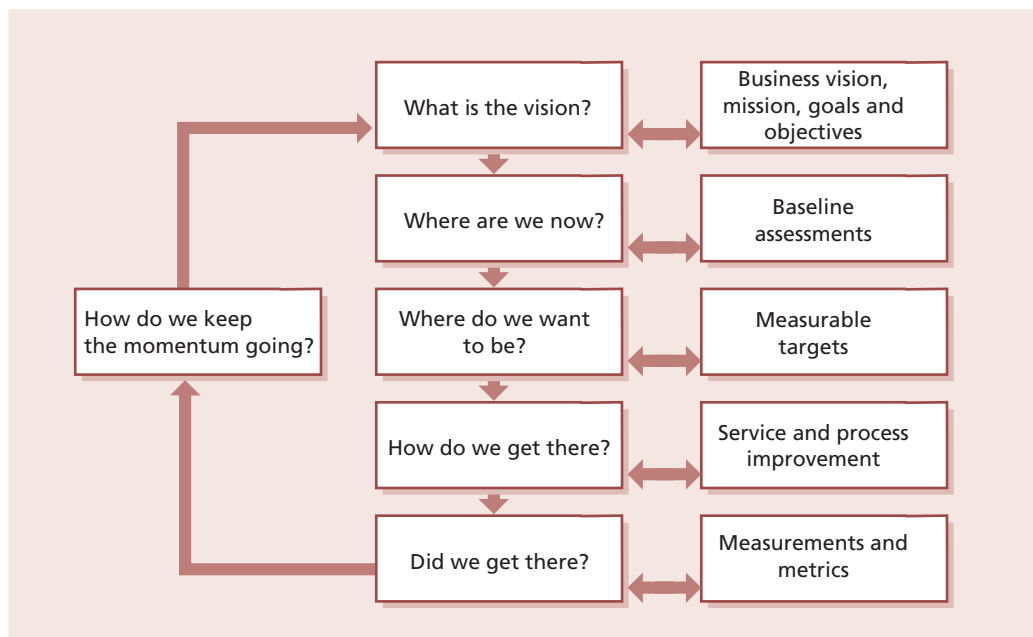 What is the vision?
Business vision,
mission, goals and
objectives
Where are we now?
Baseline
assessments
How do we keep
the momentum going?
Where do we want
to be?
Measurable
targets
How do we get there?
Service and process
improvement
Did we get there?
Measurements and
metrics